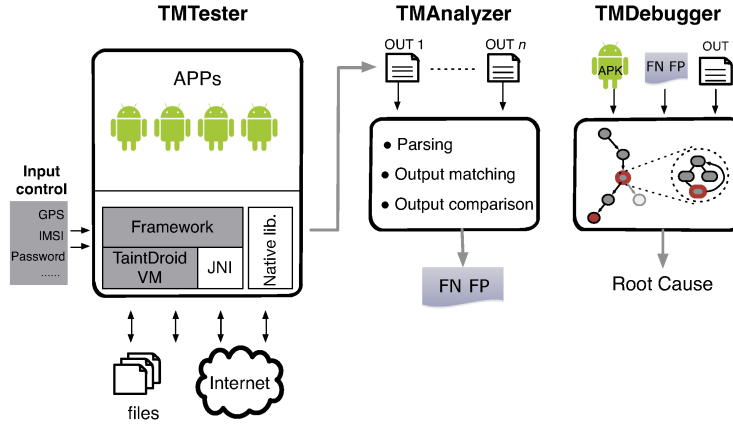 TMTester
TMAnalyzer
TMDebugger
APPs
Input
control
GPS
IMSI
Password
......
Framework
TaintDroid
VM
JNI
Native lib.
files
Internet
OUT 1
OUT n
Parsing
Output matching
Output comparison
FN FP
APK
FN FP
OUT
Root Cause